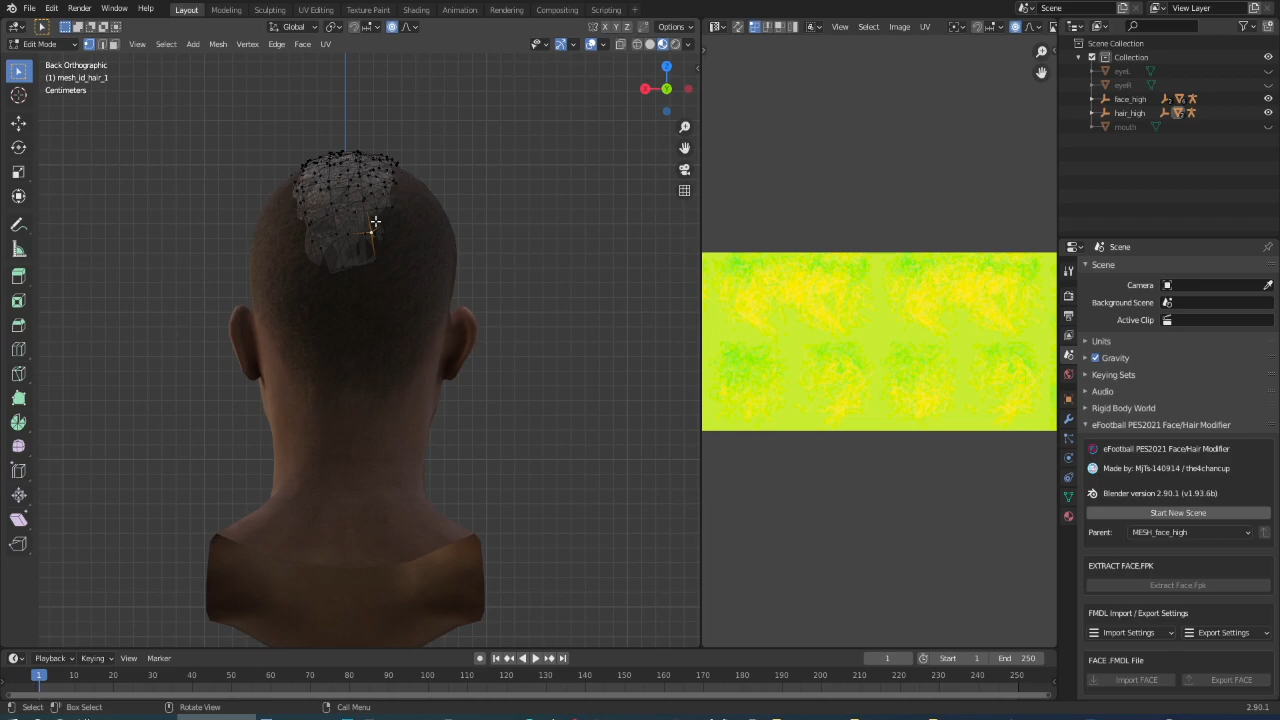 File Edit Render Window Help Layout Modeling Sculpting UV Editing Texture Paint Shading Animation Rendering Compositing Scripting Scene View Layer
Global X Y Z Options View Select Image UV
Edit Mode View Select Add Mesh Vertex Edge Face UV
Back Orthographic
(1) mesh_id_hair_1
Centimeters
Z
X
Y
Scene Collection
Collection
eyeL
eyeR
face_high
hair_high
mouth
Scene
Scene
Camera
Background Scene
Active Clip
Units
Gravity
Keying Sets
Audio
Rigid Body World
eFootball PES2021 Face/Hair Modifier
eFootball PES2021 Face/Hair Modifier
Made by: MjTs-140914 / the4chancup
Blender version 2.90.1 (v1.93.6b)
Start New Scene
Parent: MESH_face_high
EXTRACT FACE.FPK
Extract Face Fpk
FMDL Import / Export Settings
Import Settings Export Settings
FACE .FMDL File
Import FACE Export FACE
Playback Keying View Marker 1 Start 1 End 250
1 10 20 30 40 50 60 70 80 90 100 110 120 130 140 150 160 170 180 190 200 210 220 230 240 250
Select Box Select Rotate View Call Menu 2.90.1